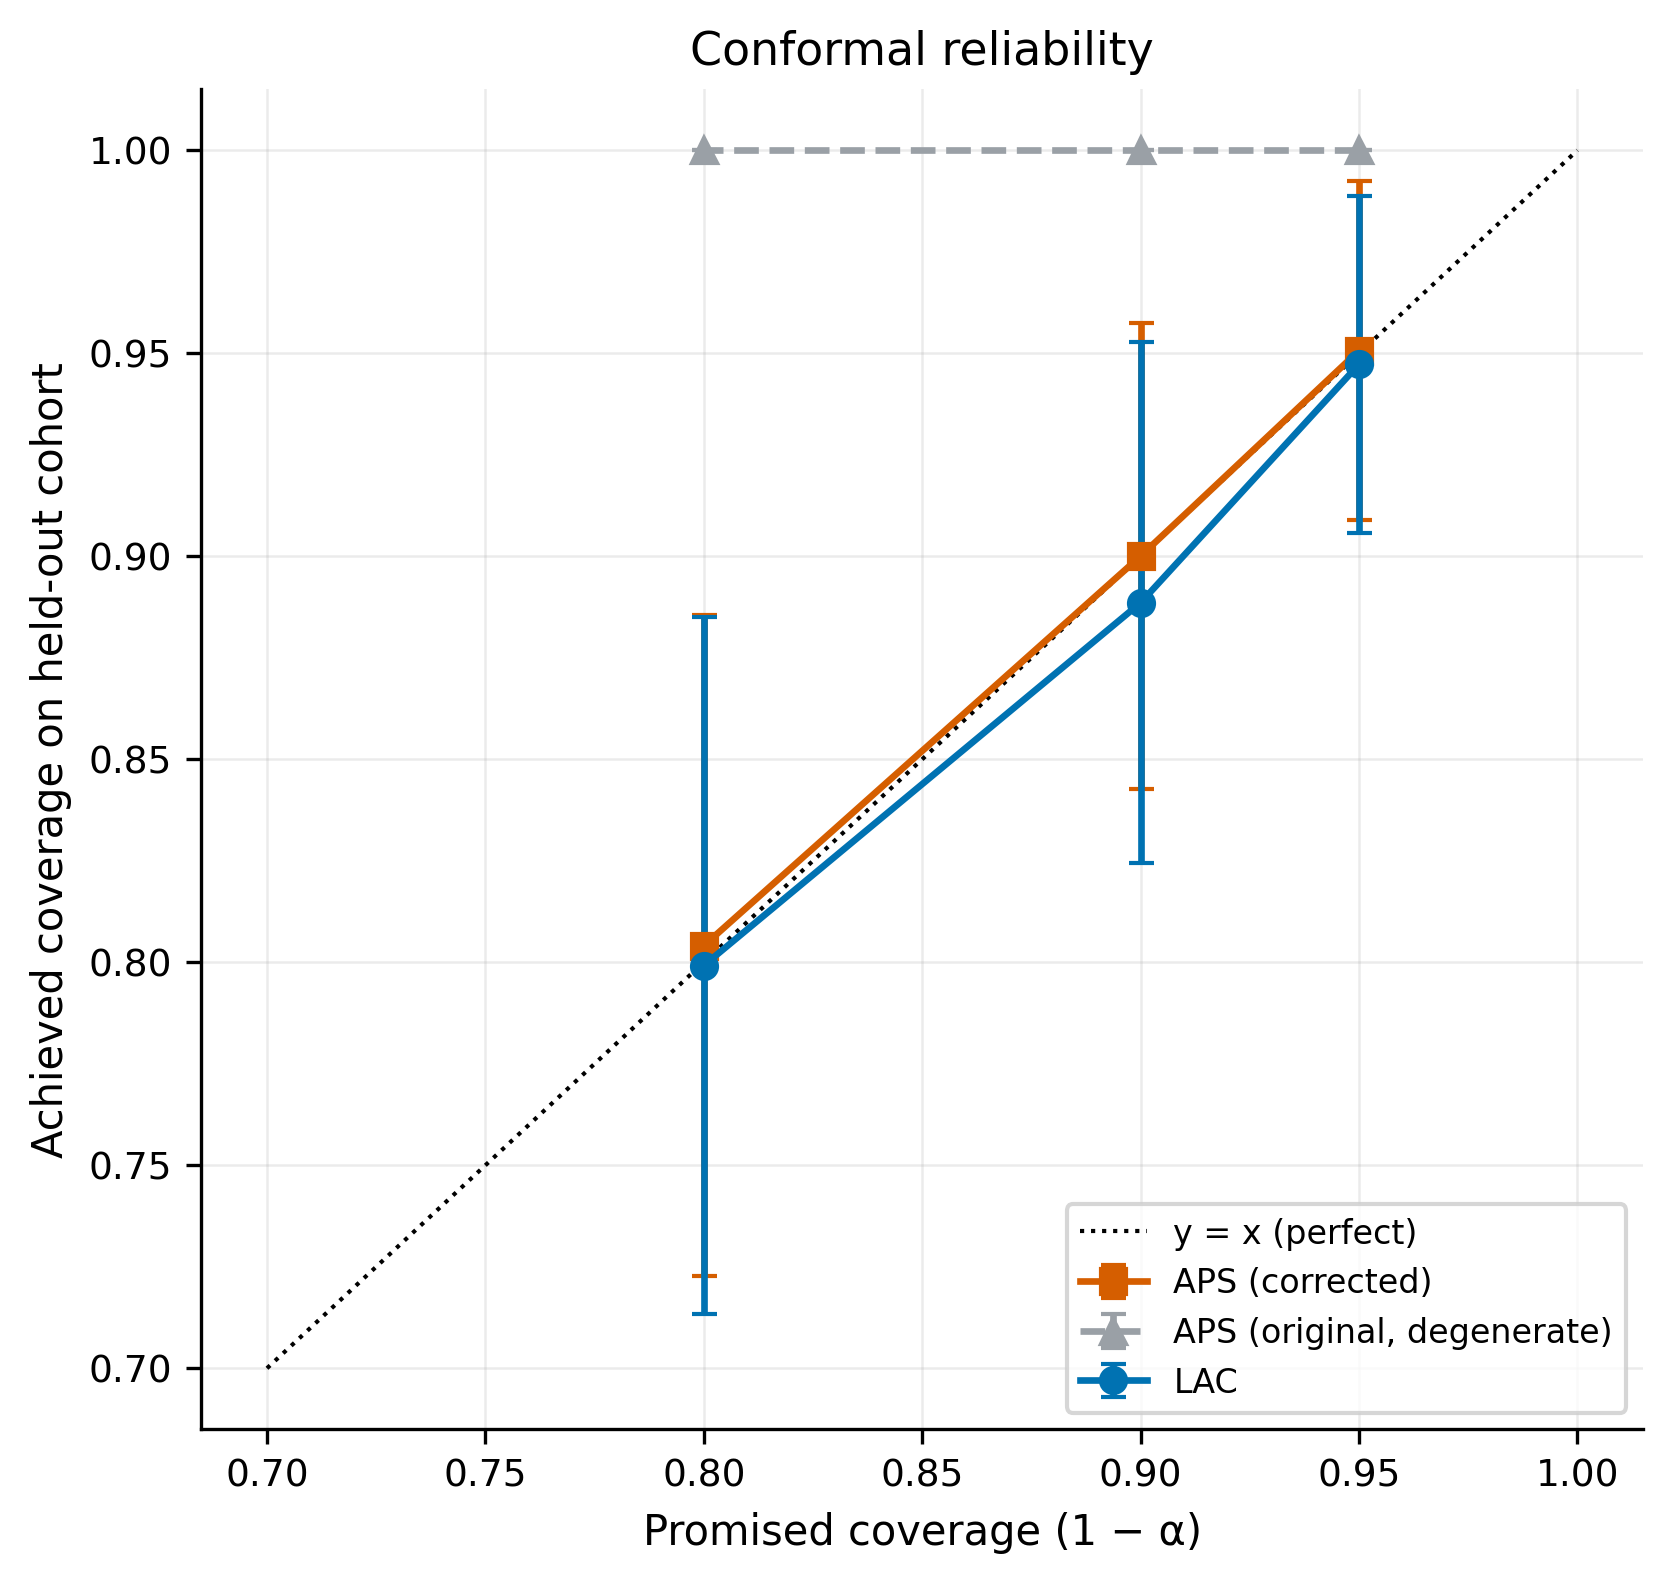 Conformal reliability
1.00
0.95
0.90
0.85
0.80
0.75
0.70
Achieved coverage on held-out cohort
y = x (perfect)
APS (corrected)
APS (original, degenerate)
LAC
0.70 0.75 0.80 0.85 0.90 0.95 1.00
Promised coverage (1 − α)